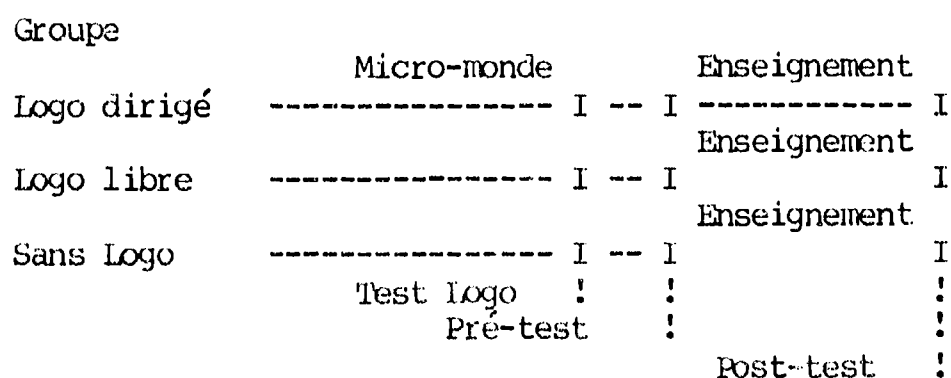 Groupe
Micro-monde Enseignement
Logo dirigé ---------------- I -- I ------------ I
Enseignement
Logo libre ---------------- I -- I I
Enseignement
Sans Logo ---------------- I -- I I
Test Logo ! ! !
Pré-test ! !
Post-test !